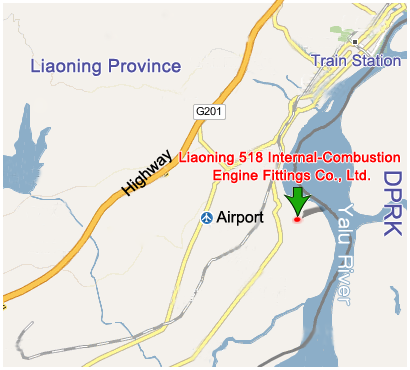 Train Station
Liaoning Province
G201
Highway
Liaoning 518 Internal-Combustion
Engine Fittings Co., Ltd.
Airport
DPRK
Yalu River